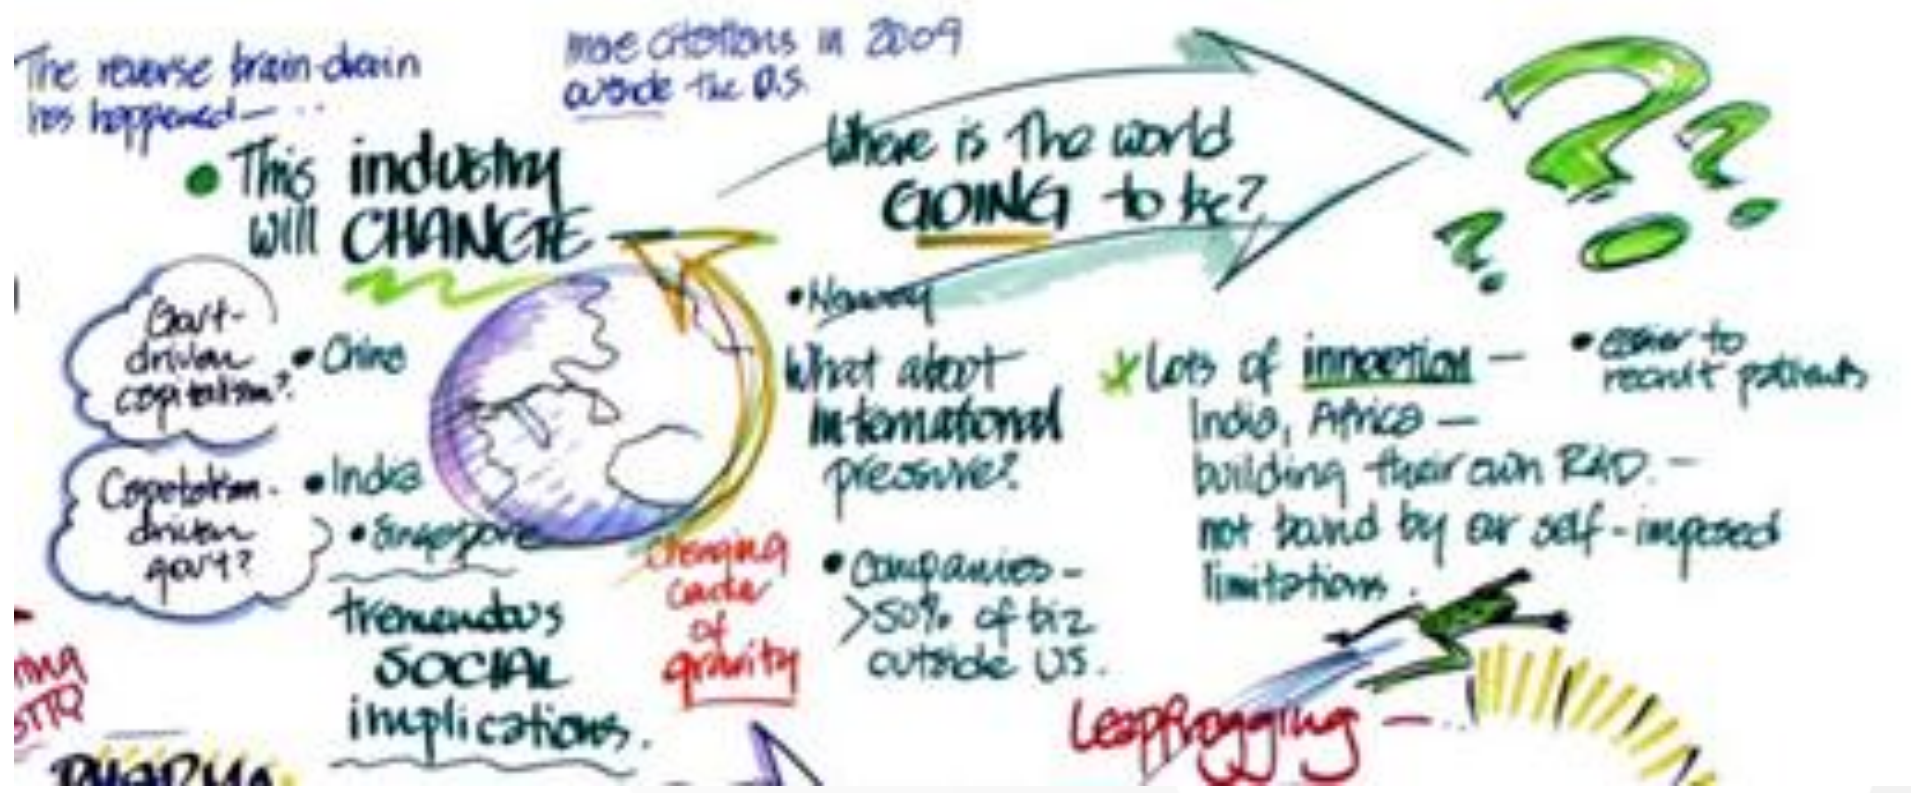 The reverse brain-drain
has happened— ...
more citations in 2009
outside the U.S.
• This industry
will CHANGE
Where is the world
GOING to be?
? ? ?
?
Gov't-
driven
capitalism?
• China
Capitalism-
driven
gov't?
• India
• Singapore
tremendous
SOCIAL
implications.
changing
center
of
gravity
• Norway
What about
International
pressure?
• companies –
>50% of biz
outside US.
Lots of innovation –
India, Africa –
building their own R&D. –
not bound by our self-imposed
limitations.
• easier to
recruit patients
Leapfrogging – ..
PHARMA